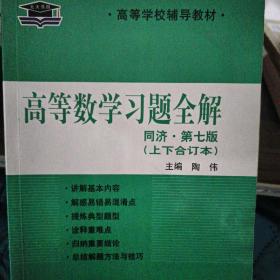 ·高等学校辅导教材·
高等数学习题全解
同济·第七版
(上下合订本)
主编 陶伟
·讲解基本内容
·解惑易错易混淆点
·提炼典型题型
·诠释重难点
·归纳重要结论
·总结解题方法与技巧